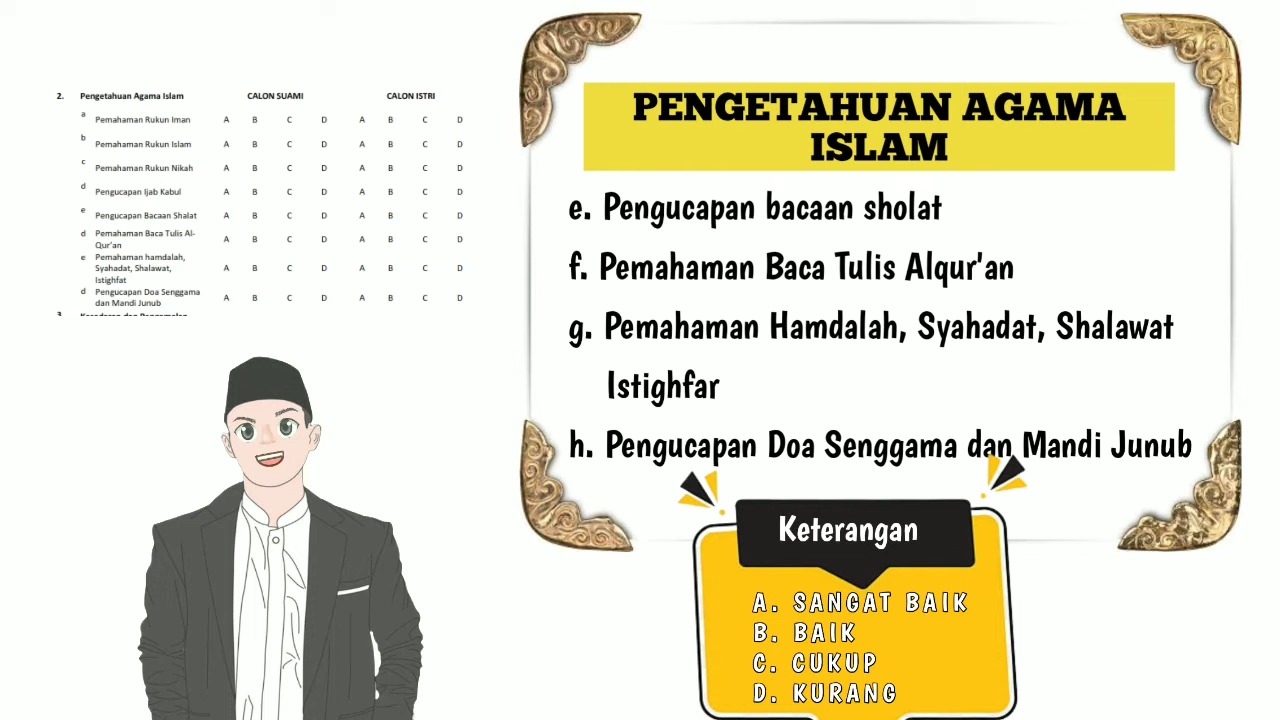 2. Pengetahuan Agama Islam CALON SUAMI CALON ISTRI
a Pemahaman Rukun Iman A B C D A B C D
b Pemahaman Rukun Islam A B C D A B C D
c Pemahaman Rukun Nikah A B C D A B C D
d Pengucapan Ijab Kabul A B C D A B C D
e Pengucapan Bacaan Shalat A B C D A B C D
d Pemahaman Baca Tulis Al-
Qur'an A B C D A B C D
e Pemahaman hamdalah,
Syahadat, Shalawat, A B C D A B C D
Istighfat
d Pengucapan Doa Senggama
dan Mandi Junub A B C D A B C D
PENGETAHUAN AGAMA
ISLAM
e. Pengucapan bacaan sholat
f. Pemahaman Baca Tulis Alqur'an
g. Pemahaman Hamdalah, Syahadat, Shalawat
Istighfar
h. Pengucapan Doa Senggama dan Mandi Junub
Keterangan
A. SANGAT BAIK
B. BAIK
C. CUKUP
D. KURANG